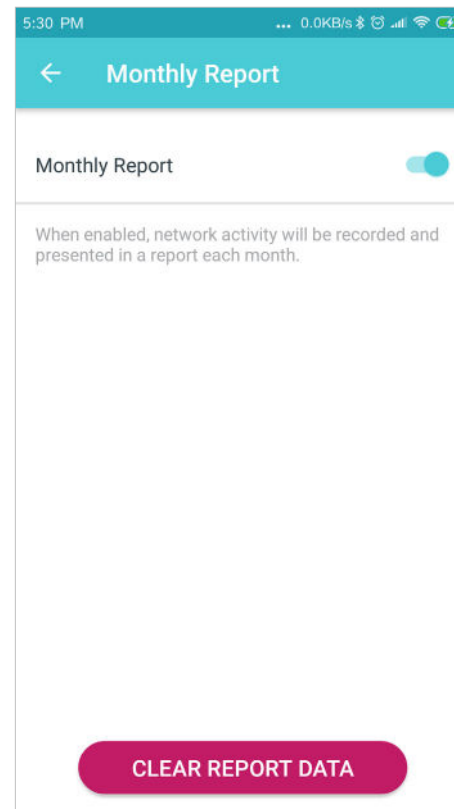 5:30 PM ... 0.0KB/s
Monthly Report
Monthly Report
When enabled, network activity will be recorded and
presented in a report each month.
CLEAR REPORT DATA